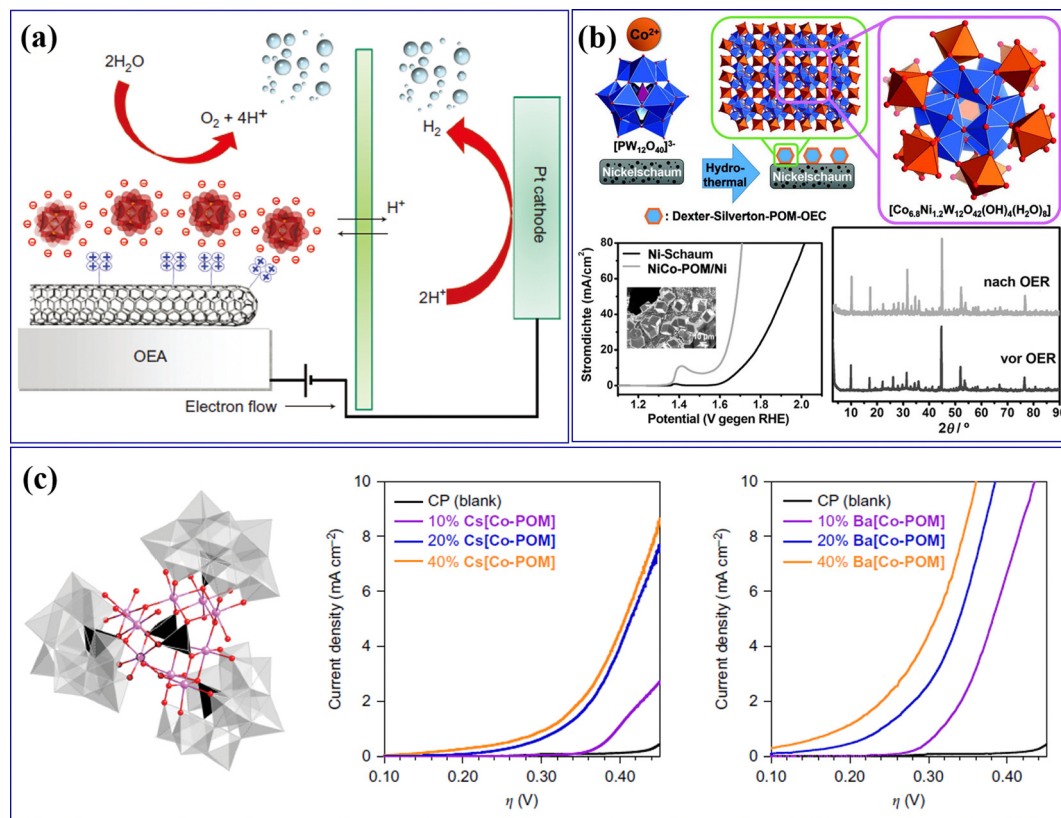 (a)
2H2O
O2 + 4H+
H2
H+
2H+
Pt cathode
OEA
Electron flow
(b)
Co2+
[PW12O40]3-
Nickelschaum
Hydro-
thermal
Nickelschaum
: Dexter-Silverton-POM-OEC
[Co6.8Ni1.2W12O42(OH)4(H2O)8]
Stromdichte (mA/cm2)
80
60
40
20
0
Ni-Schaum
NiCo-POM/Ni
10 µm
1.2 1.4 1.6 1.8 2.0
Potential (V gegen RHE)
nach OER
vor OER
10 20 30 40 50 60 70 80 90
2θ / °
(c)
Current density (mA cm−2)
10
8
6
4
2
0
CP (blank)
10% Cs[Co-POM]
20% Cs[Co-POM]
40% Cs[Co-POM]
0.10 0.20 0.30 0.40
η (V)
Current density (mA cm−2)
10
8
6
4
2
0
CP (blank)
10% Ba[Co-POM]
20% Ba[Co-POM]
40% Ba[Co-POM]
0.10 0.20 0.30 0.40
η (V)